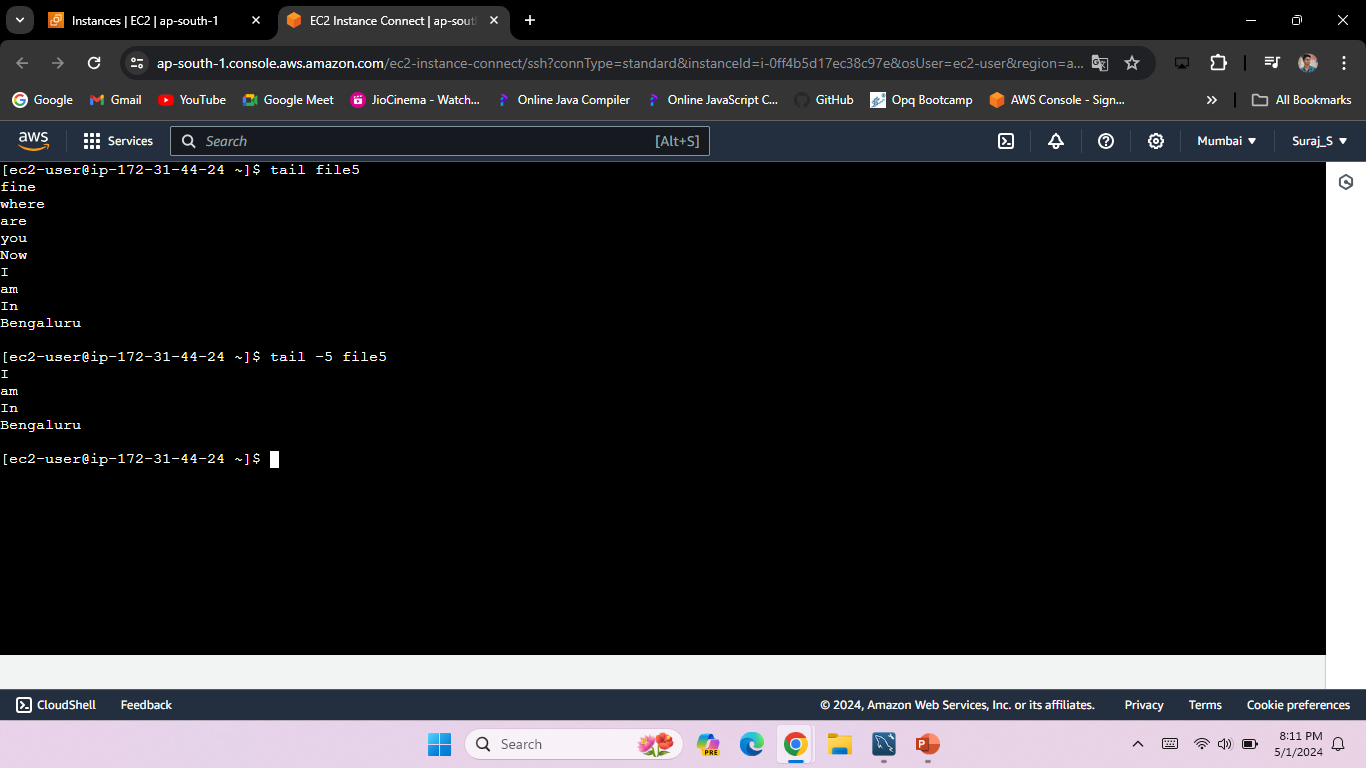 Instances | EC2 | ap-south-1
EC2 Instance Connect | ap-sout
ap-south-1.console.aws.amazon.com/ec2-instance-connect/ssh?connType=standard&instanceId=i-0ff4b5d17ec38c97e&osUser=ec2-user&region=a...
Google Gmail YouTube Google Meet JioCinema - Watch... Online Java Compiler Online JavaScript C... GitHub Opq Bootcamp AWS Console - Sign... » All Bookmarks
aws Services Search [Alt+S] Mumbai Suraj_S
[ec2-user@ip-172-31-44-24 ~]$ tail file5
fine
where
are
you
Now
I
am
In
Bengaluru
[ec2-user@ip-172-31-44-24 ~]$ tail -5 file5
I
am
In
Bengaluru
[ec2-user@ip-172-31-44-24 ~]$
CloudShell Feedback © 2024, Amazon Web Services, Inc. or its affiliates. Privacy Terms Cookie preferences
Search PRE 8:11 PM
5/1/2024